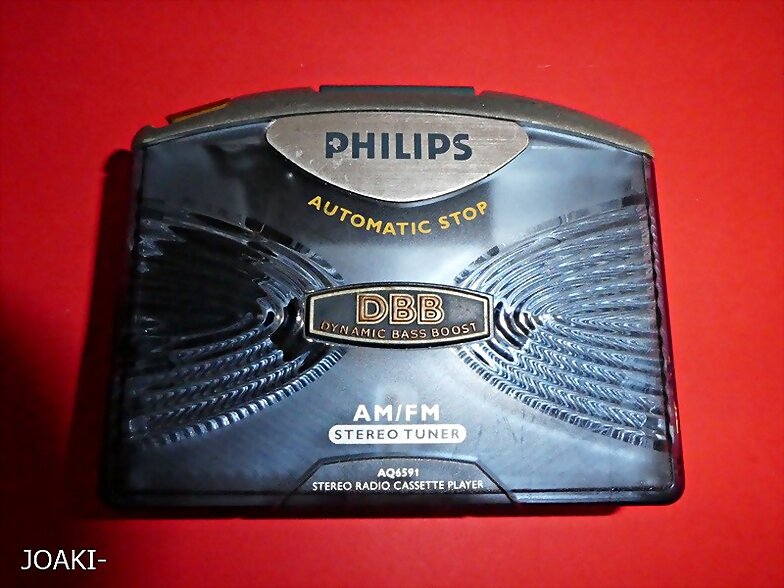 PHILIPS
AUTOMATIC STOP
DBB
DYNAMIC BASS BOOST
AM/FM
STEREO TUNER
AQ6591
STEREO RADIO CASSETTE PLAYER
JOAKI-